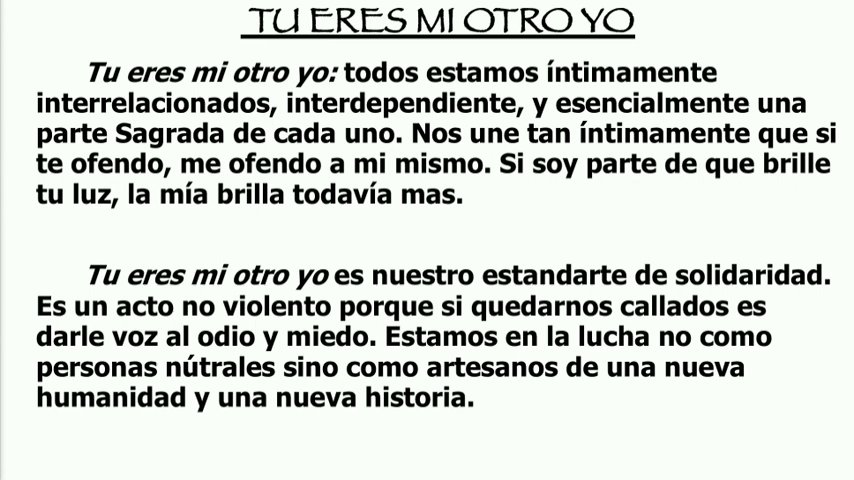 TU ERES MI OTRO YO
Tu eres mi otro yo: todos estamos íntimamente
interrelacionados, interdependiente, y esencialmente una
parte Sagrada de cada uno. Nos une tan íntimamente que si
te ofendo, me ofendo a mi mismo. Si soy parte de que brille
tu luz, la mía brilla todavía mas.
Tu eres mi otro yo es nuestro estandarte de solidaridad.
Es un acto no violento porque si quedarnos callados es
darle voz al odio y miedo. Estamos en la lucha no como
personas nútrales sino como artesanos de una nueva
humanidad y una nueva historia.